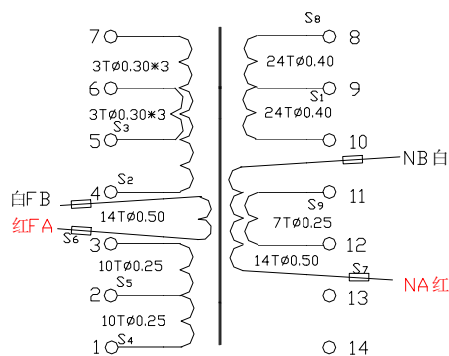 S8
7
8
3TØ0.30*3
24TØ0.40
6
9
S1
3TØ0.30*3
24TØ0.40
S3
5
10
NB白
S2
4
11
白FB
S9
14TØ0.50
7TØ0.25
红FA
S6
3
12
10TØ0.25
14TØ0.50
S7
NA红
S5
2
13
10TØ0.25
S4
1
14